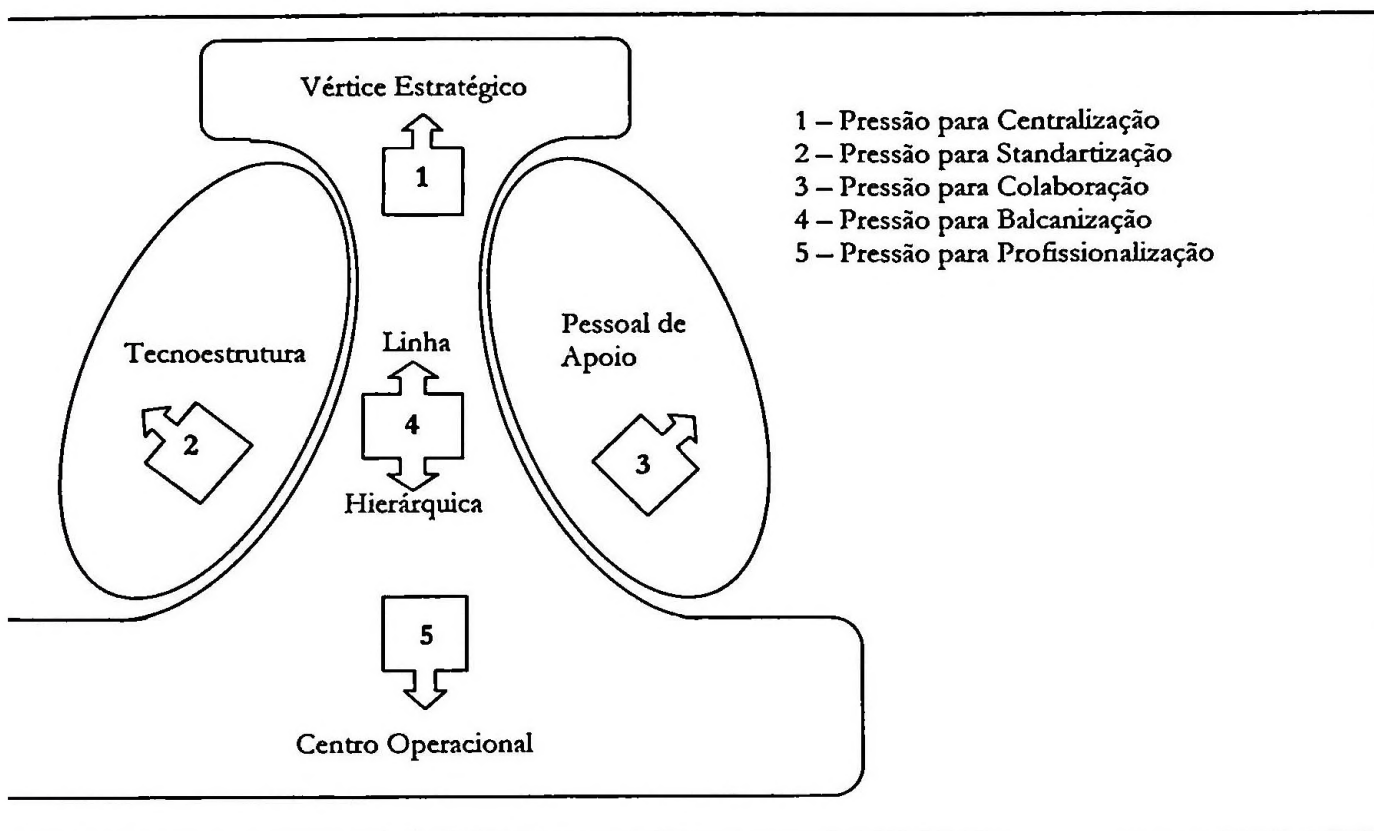 Vértice Estratégico
1
1 – Pressão para Centralização
2 – Pressão para Standartização
3 – Pressão para Colaboração
4 – Pressão para Balcanização
5 – Pressão para Profissionalização
Tecnoestrutura
2
Linha
4
Hierárquica
Pessoal de
Apoio
3
5
Centro Operacional